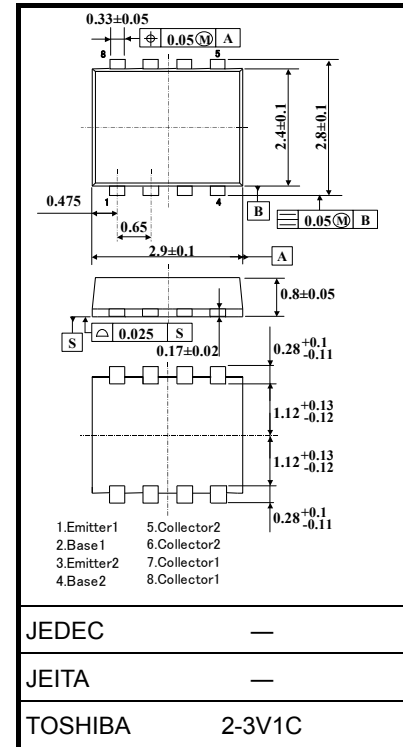 0.33±0.05
⌖ 0.05Ⓜ A
8 5
2.4±0.1
2.8±0.1
0.475
1 4
B
0.65
⌯ 0.05Ⓜ B
2.9±0.1
A
0.8±0.05
S
⌓ 0.025 S
0.17±0.02
0.28 +0.1 -0.11
1.12 +0.13 -0.12
1.12 +0.13 -0.12
0.28 +0.1 -0.11
1.Emitter1 5.Collector2
2.Base1 6.Collector2
3.Emitter2 7.Collector1
4.Base2 8.Collector1
JEDEC —
JEITA —
TOSHIBA 2-3V1C